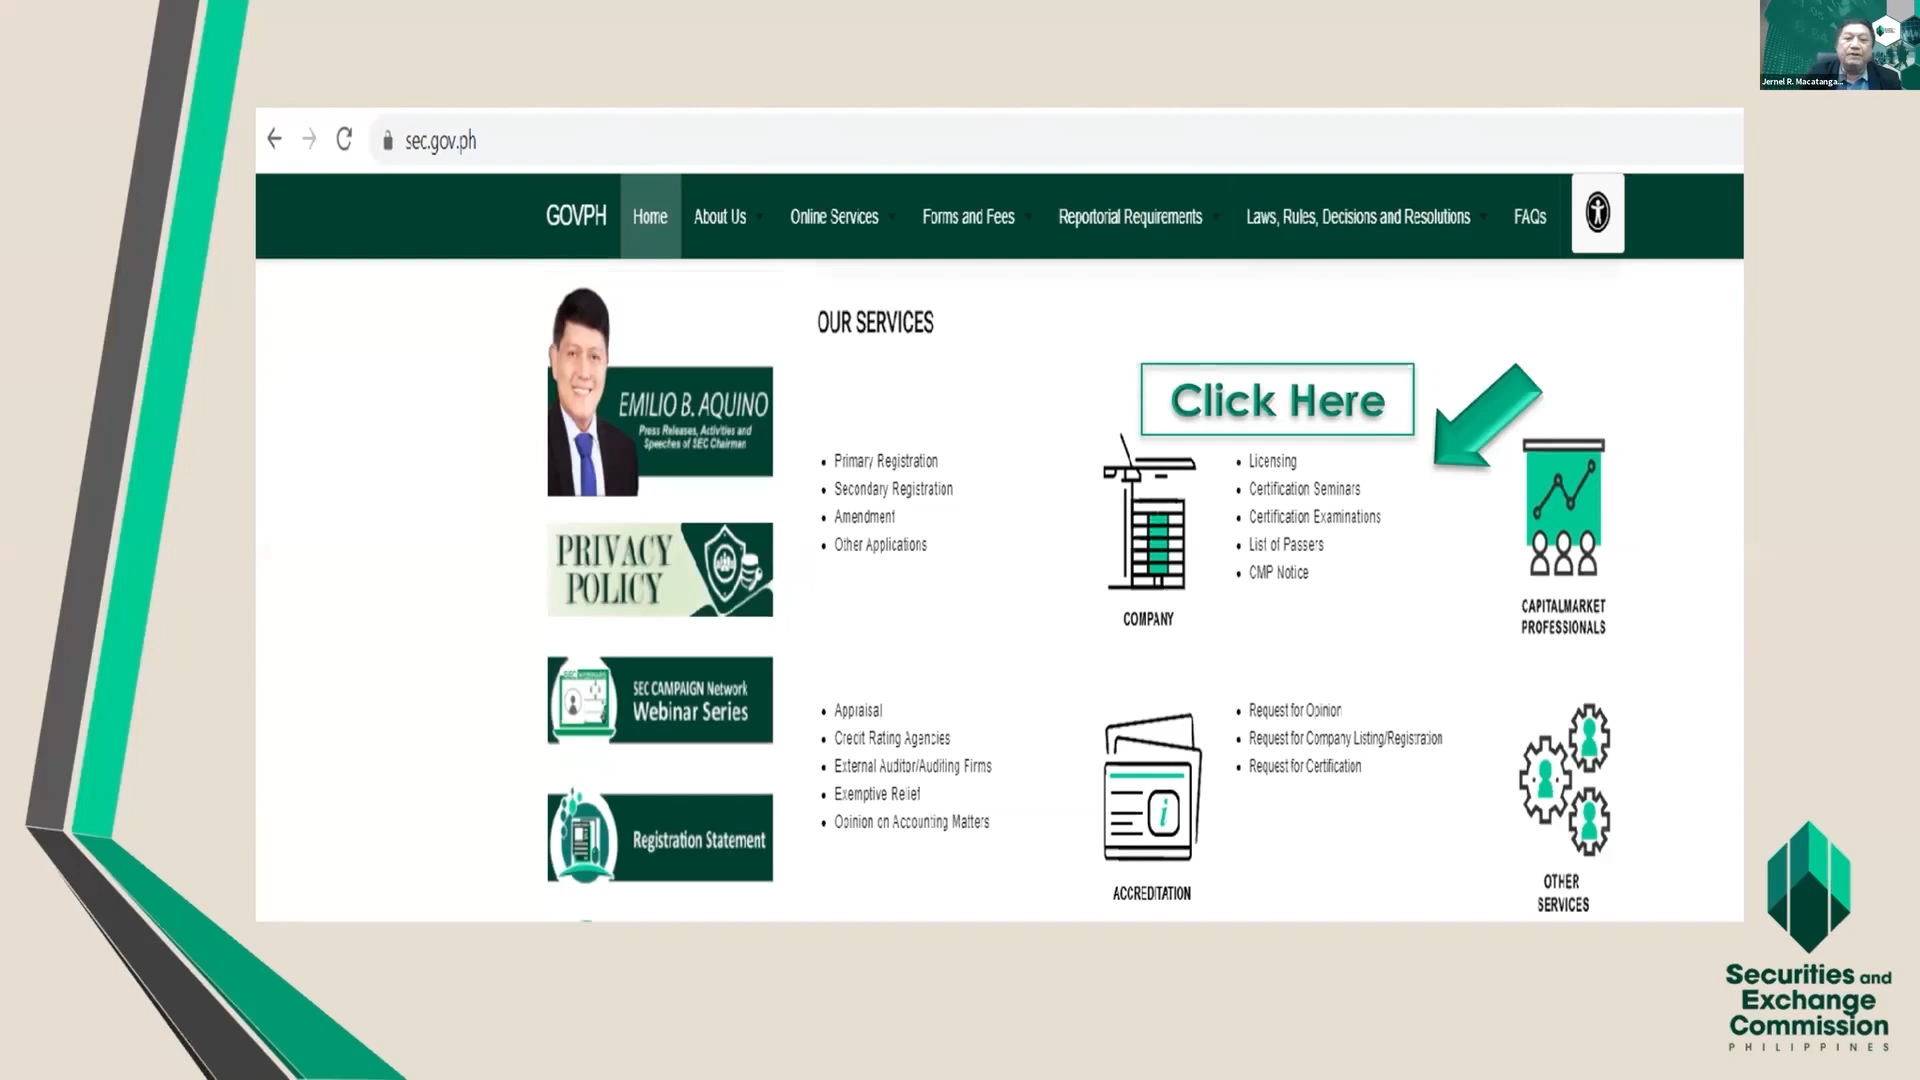 Jernel R. Macatanga...
sec.gov.ph
GOVPH Home About Us Online Services Forms and Fees Reportorial Requirements Laws, Rules, Decisions and Resolutions FAQs
EMILIO B. AQUINO
Press Releases, Activities and
Speeches of SEC Chairman
PRIVACY
POLICY
SEC CAMPAIGN Network
Webinar Series
Registration Statement
OUR SERVICES
Click Here
• Primary Registration
• Secondary Registration
• Amendment
• Other Applications
COMPANY
• Licensing
• Certification Seminars
• Certification Examinations
• List of Passers
• CMP Notice
CAPITALMARKET
PROFESSIONALS
• Appraisal
• Credit Rating Agencies
• External Auditor/Auditing Firms
• Exemptive Relief
• Opinion on Accounting Matters
i
ACCREDITATION
• Request for Opinion
• Request for Company Listing/Registration
• Request for Certification
OTHER
SERVICES
Securities and
Exchange
Commission
PHILIPPINES